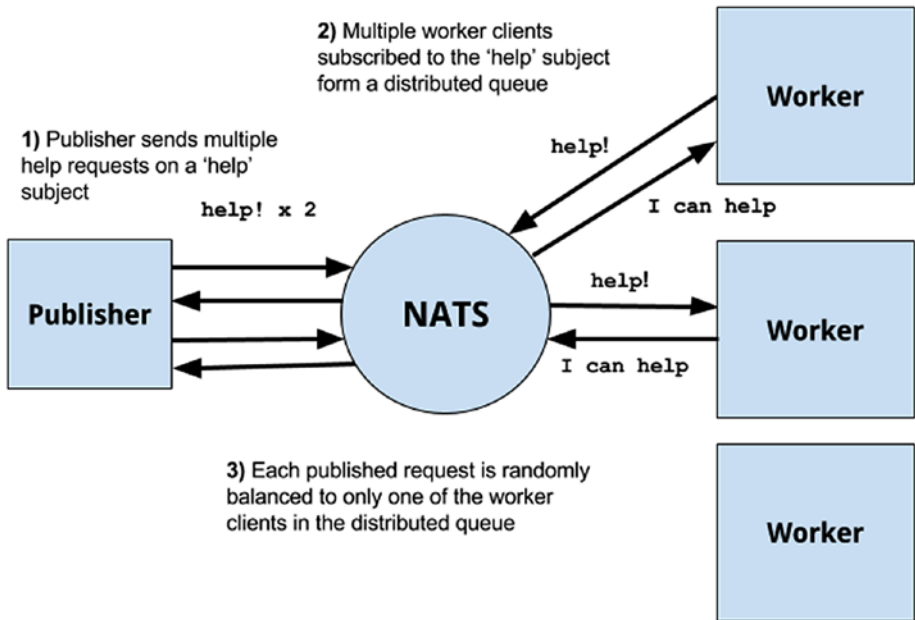 2) Multiple worker clients
subscribed to the ‘help’ subject
form a distributed queue
Worker
1) Publisher sends multiple
help requests on a ‘help’
subject
help!
help! x 2
I can help
Publisher
NATS
help!
Worker
I can help
3) Each published request is randomly
balanced to only one of the worker
clients in the distributed queue
Worker